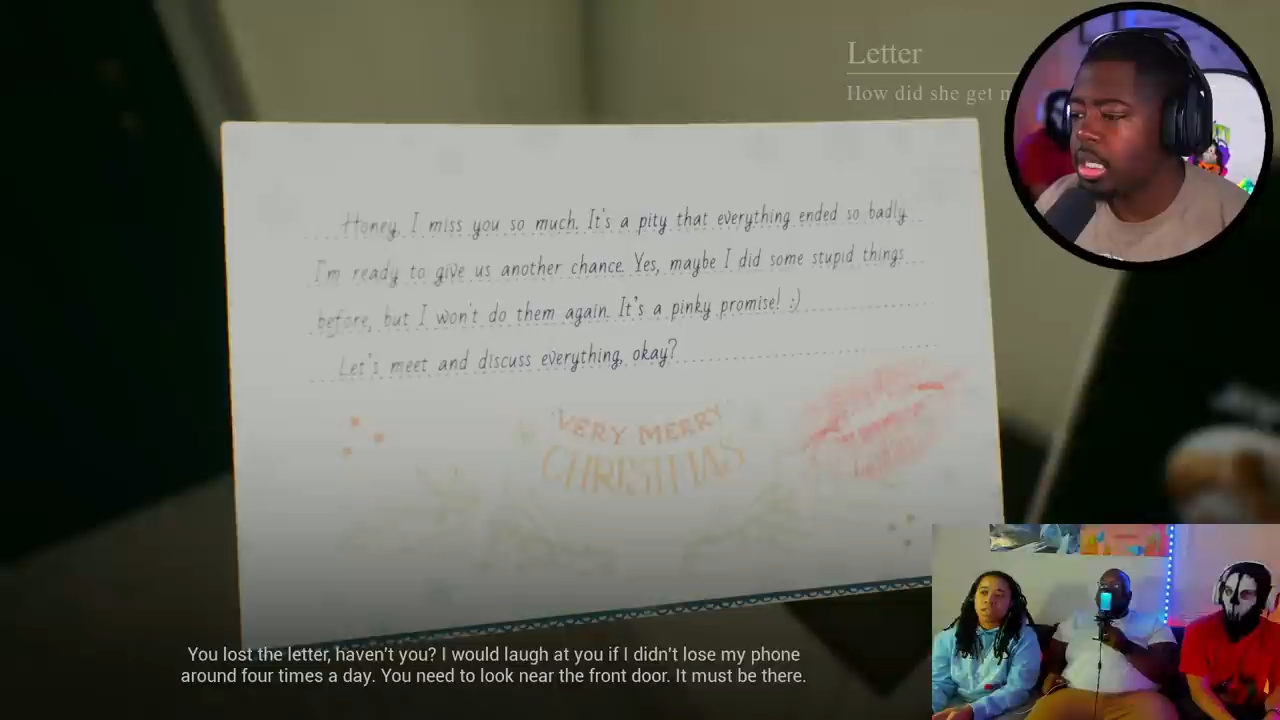 Letter
How did she get
Honey, I miss you so much. It's a pity that everything ended so badly.
I'm ready to give us another chance. Yes, maybe I did some stupid things
before, but I won't do them again. It's a pinky promise! :)
Let's meet and discuss everything, okay?
VERY MERRY
CHRISTMAS
You lost the letter, haven't you? I would laugh at you if I didn't lose my phone
around four times a day. You need to look near the front door. It must be there.